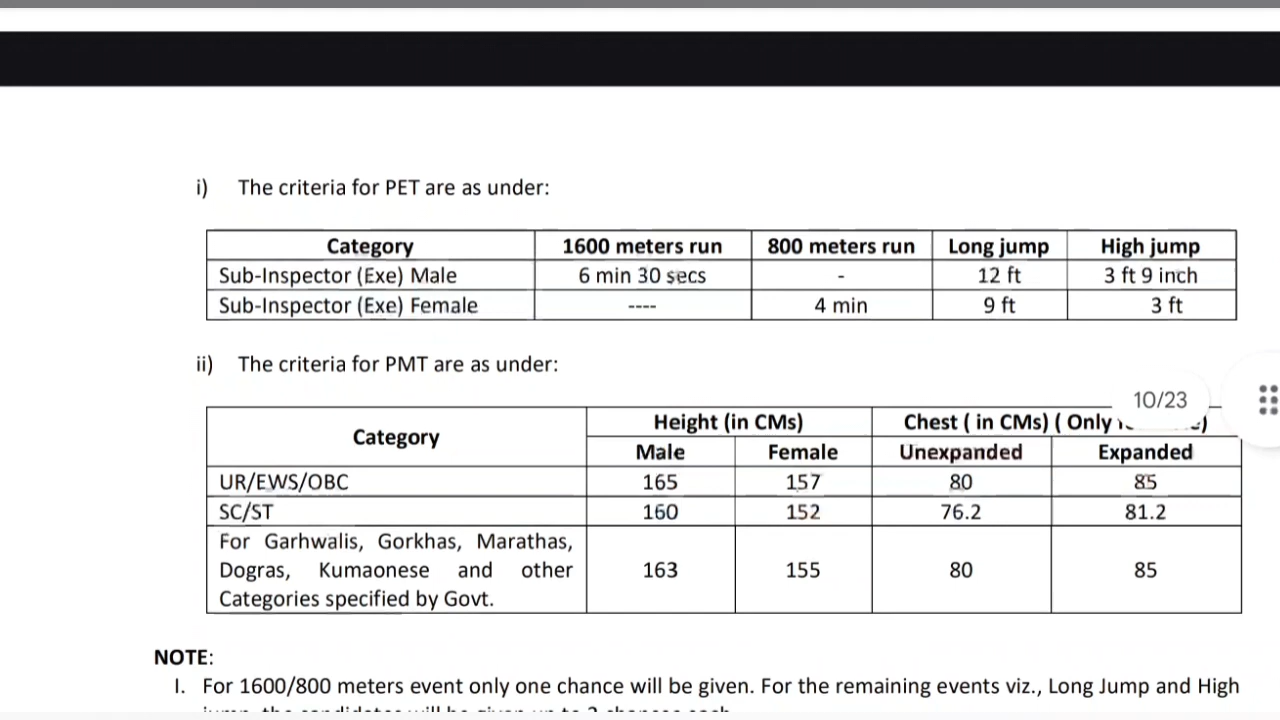 i) The criteria for PET are as under:
Category 1600 meters run 800 meters run Long jump High jump
Sub-Inspector (Exe) Male 6 min 30 secs - 12 ft 3 ft 9 inch
Sub-Inspector (Exe) Female ---- 4 min 9 ft 3 ft
ii) The criteria for PMT are as under:
10/23
Category Height (in CMs) Chest ( in CMs) ( Only
Male Female Unexpanded Expanded
UR/EWS/OBC 165 157 80 85
SC/ST 160 152 76.2 81.2
For Garhwalis, Gorkhas, Marathas,
Dogras, Kumaonese and other 163 155 80 85
Categories specified by Govt.
NOTE:
I. For 1600/800 meters event only one chance will be given. For the remaining events viz., Long Jump and High